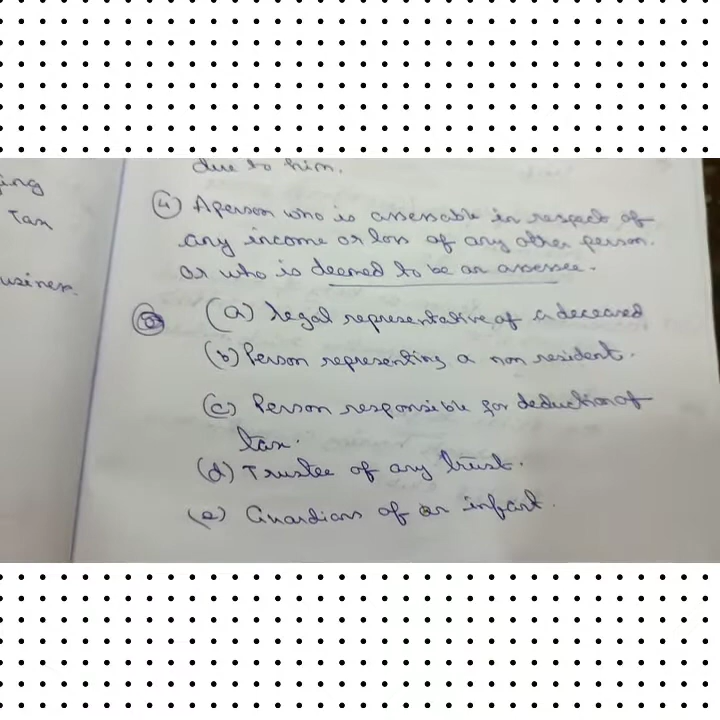 due to him.
ing
Tax
usiness.
(4) A person who is assessable in respect of
any income or loss of any other person.
or who is deemed to be an assessee.
(a) Legal representative of a deceased
(b) Person representing a non resident.
(c) Person responsible for deduction of
tax.
(d) Trustee of any trust.
(e) Guardians of an infant.